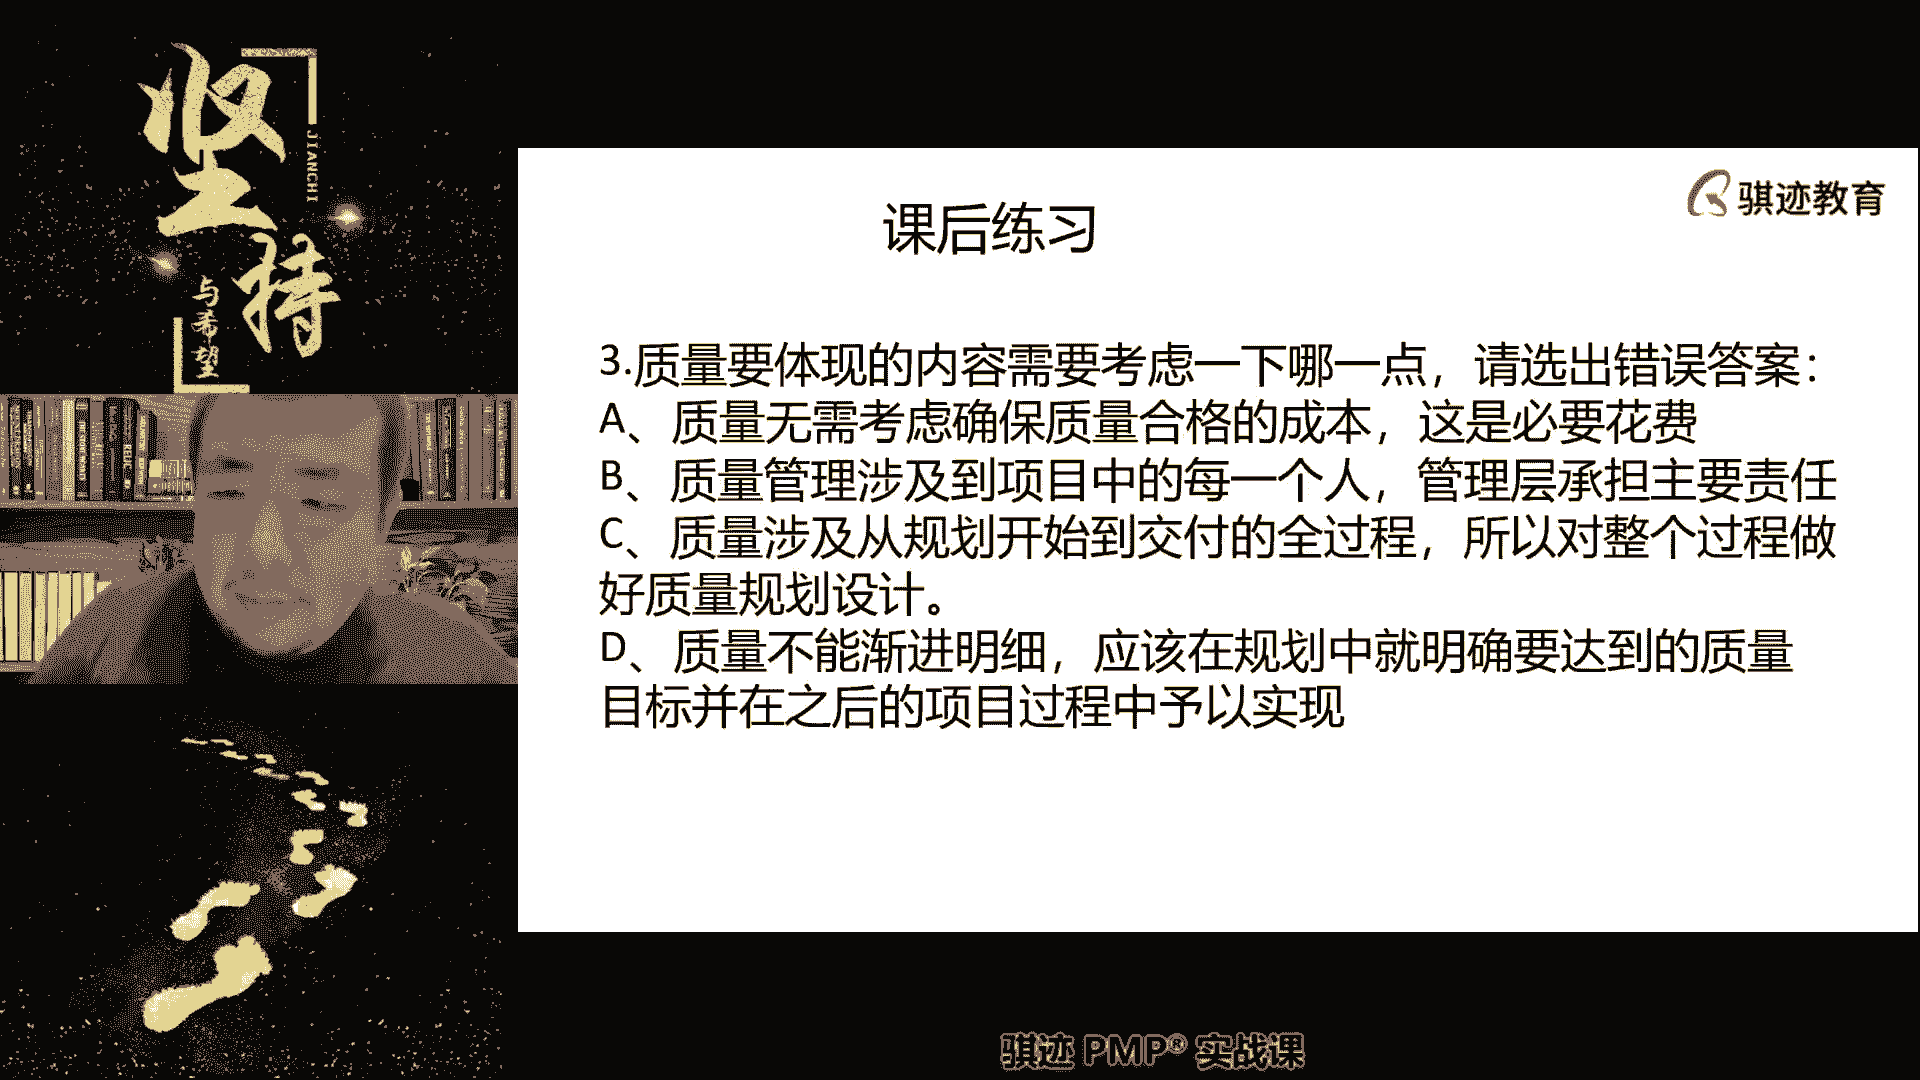 坚
持
JIANCHI
与希望
骐迹教育
课后练习
3.质量要体现的内容需要考虑一下哪一点，请选出错误答案：
A、质量无需考虑确保质量合格的成本，这是必要花费
B、质量管理涉及到项目中的每一个人，管理层承担主要责任
C、质量涉及从规划开始到交付的全过程，所以对整个过程做
好质量规划设计。
D、质量不能渐进明细，应该在规划中就明确要达到的质量
目标并在之后的项目过程中予以实现
骐迹 PMP® 实战课